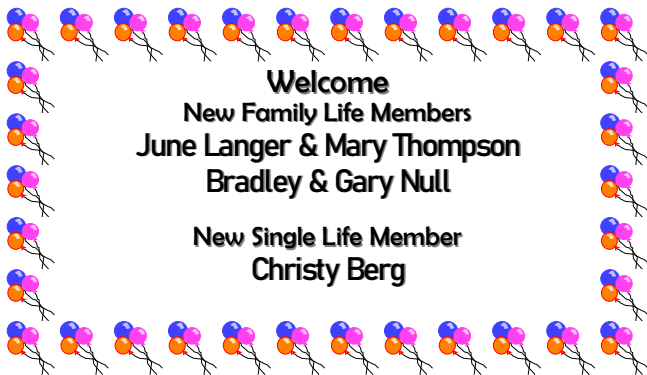 Welcome
New Family Life Members
June Langer & Mary Thompson
Bradley & Gary Null
New Single Life Member
Christy Berg